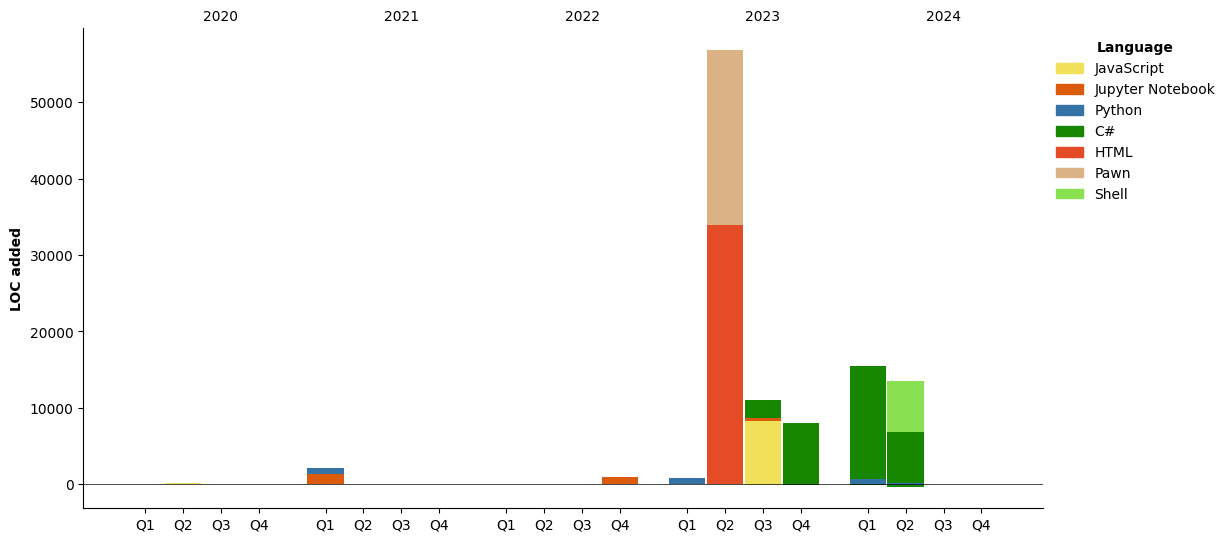 2020 2021 2022 2023 2024
Language
JavaScript
Jupyter Notebook
Python
C#
HTML
Pawn
Shell
LOC added
50000
40000
30000
20000
10000
0
Q1 Q2 Q3 Q4 Q1 Q2 Q3 Q4 Q1 Q2 Q3 Q4 Q1 Q2 Q3 Q4 Q1 Q2 Q3 Q4